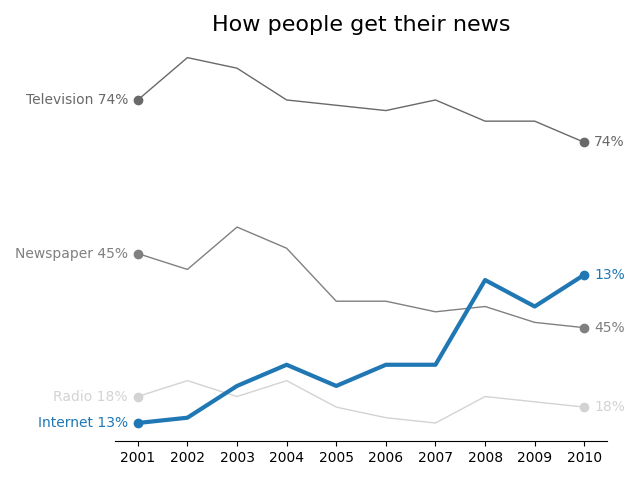 How people get their news
Television 74%
74%
Newspaper 45%
13%
45%
Radio 18%
18%
Internet 13%
2001 2002 2003 2004 2005 2006 2007 2008 2009 2010